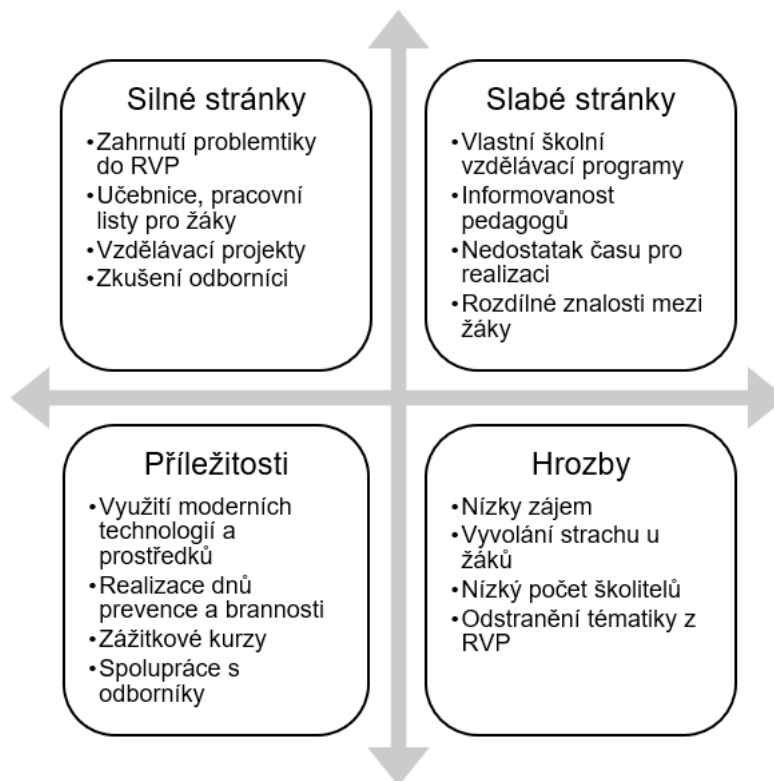 Silné stránky
•Zahrnutí problemtiky
do RVP
•Učebnice, pracovní
listy pro žáky
•Vzdělávací projekty
•Zkušení odborníci
Slabé stránky
•Vlastní školní
vzdělávací programy
•Informovanost
pedagogů
•Nedostatak času pro
realizaci
•Rozdílné znalosti mezi
žáky
Příležitosti
•Využití moderních
technologií a
prostředků
•Realizace dnů
prevence a brannosti
•Zážitkové kurzy
•Spolupráce s
odborníky
Hrozby
•Nízky zájem
•Vyvolání strachu u
žáků
•Nízký počet školitelů
•Odstranění tématiky z
RVP